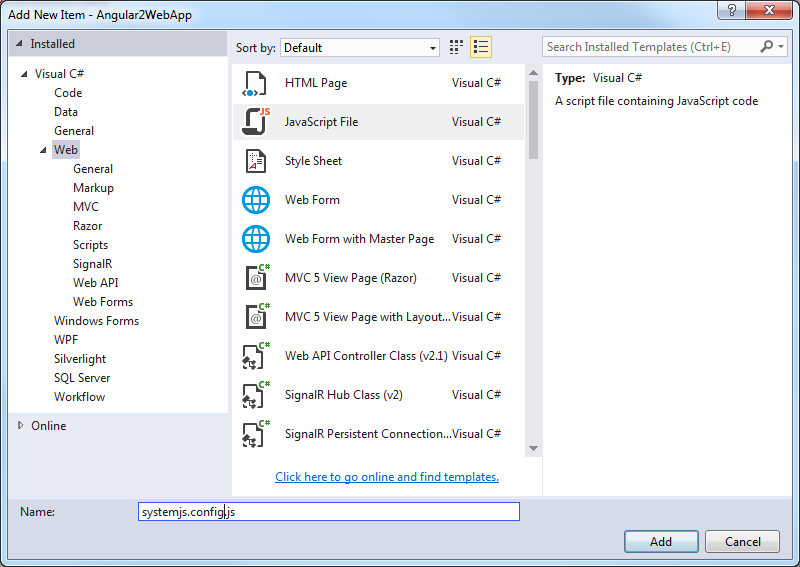 Add New Item - Angular2WebApp
Installed
Sort by: Default
Search Installed Templates (Ctrl+E)
Visual C#
Code
Data
General
Web
General
Markup
MVC
Razor
Scripts
SignalR
Web API
Web Forms
Windows Forms
WPF
Silverlight
SQL Server
Workflow
Online
HTML Page Visual C#
JS
JavaScript File Visual C#
Style Sheet Visual C#
Web Form Visual C#
Web Form with Master Page Visual C#
C#
@
MVC 5 View Page (Razor) Visual C#
C#
@
MVC 5 View Page with Layout... Visual C#
C#
Web API Controller Class (v2.1) Visual C#
C#
SignalR Hub Class (v2) Visual C#
C#
SignalR Persistent Connection... Visual C#
Click here to go online and find templates.
Type: Visual C#
A script file containing JavaScript code
Name: systemjs.config.js
Add Cancel